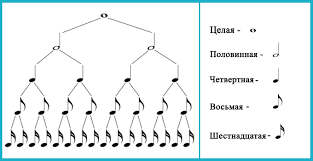 Целая -
Половинная -
Четвертная -
Восьмая -
Шестнадцатая -